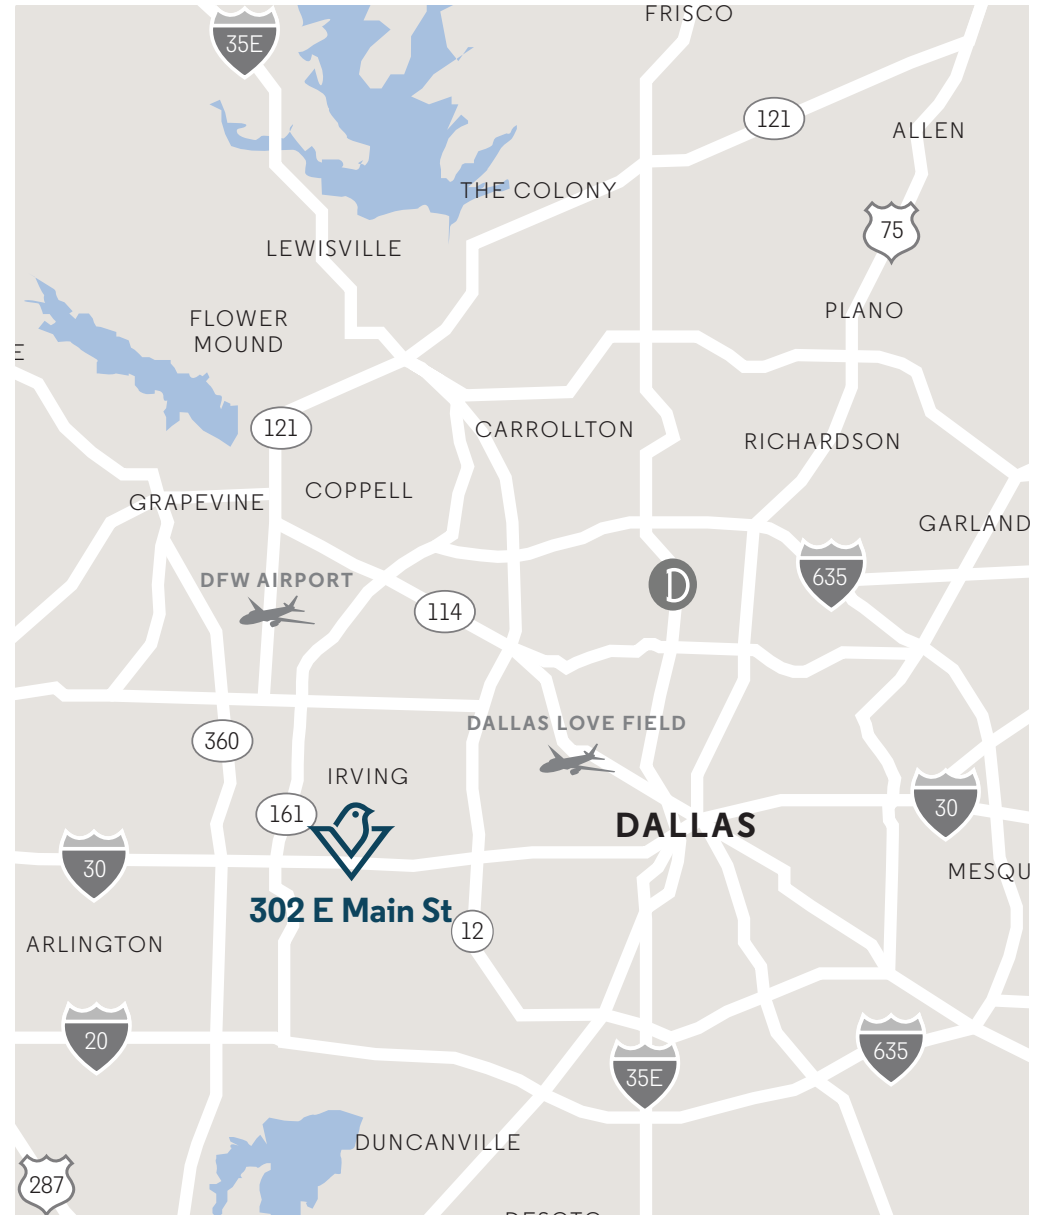 FRISCO
35E
121
ALLEN
THE COLONY
75
LEWISVILLE
PLANO
FLOWER
MOUND
E
121
CARROLLTON
RICHARDSON
COPPELL
GRAPEVINE
GARLAND
DFW AIRPORT
635
D
114
DALLAS LOVE FIELD
360
IRVING
161
30
DALLAS
30
MESQU
302 E Main St
12
ARLINGTON
20
635
35E
DUNCANVILLE
287